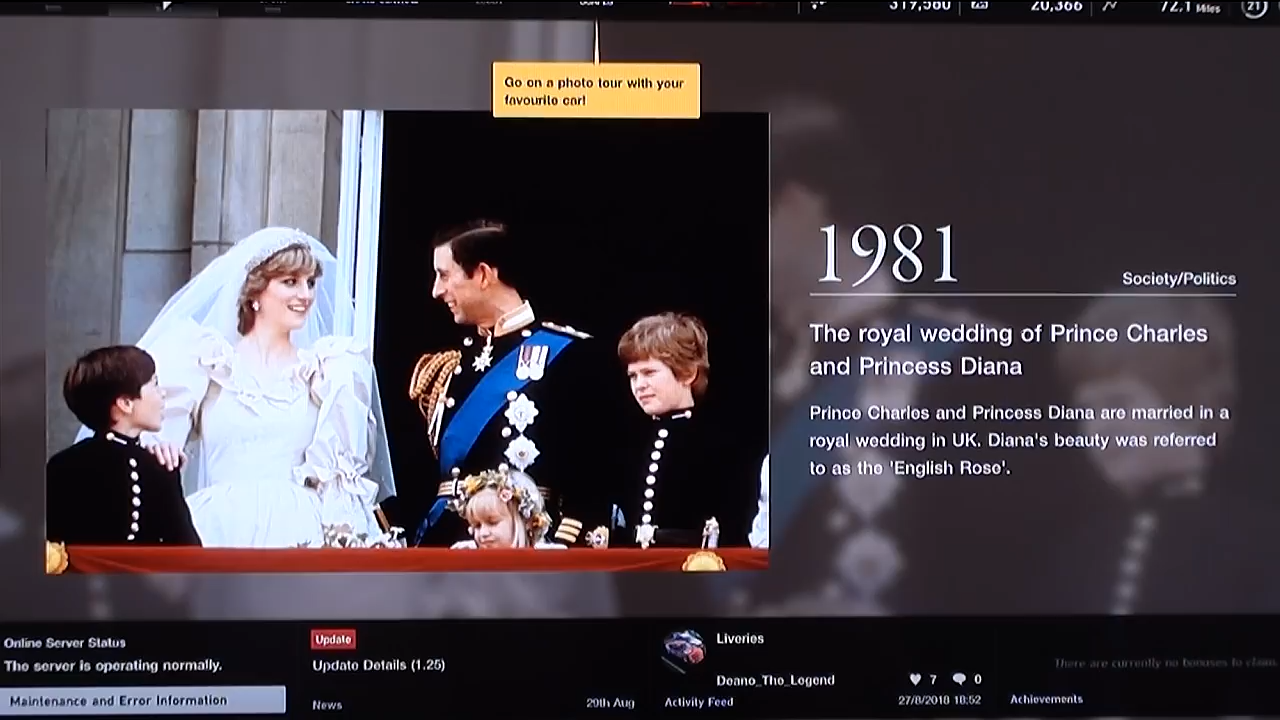 319,560
20,366
72.1 Miles
21
Go on a photo tour with your
favourite car!
1981
Society/Politics
The royal wedding of Prince Charles
and Princess Diana
Prince Charles and Princess Diana are married in a
royal wedding in UK. Diana's beauty was referred
to as the 'English Rose'.
Online Server Status
The server is operating normally.
Maintenance and Error Information
Update
Update Details (1.25)
News
29th Aug
Liveries
Deano_The_Legend
7
0
Activity Feed
27/8/2018 18:52
There are currently no bonuses to claim
Achievements